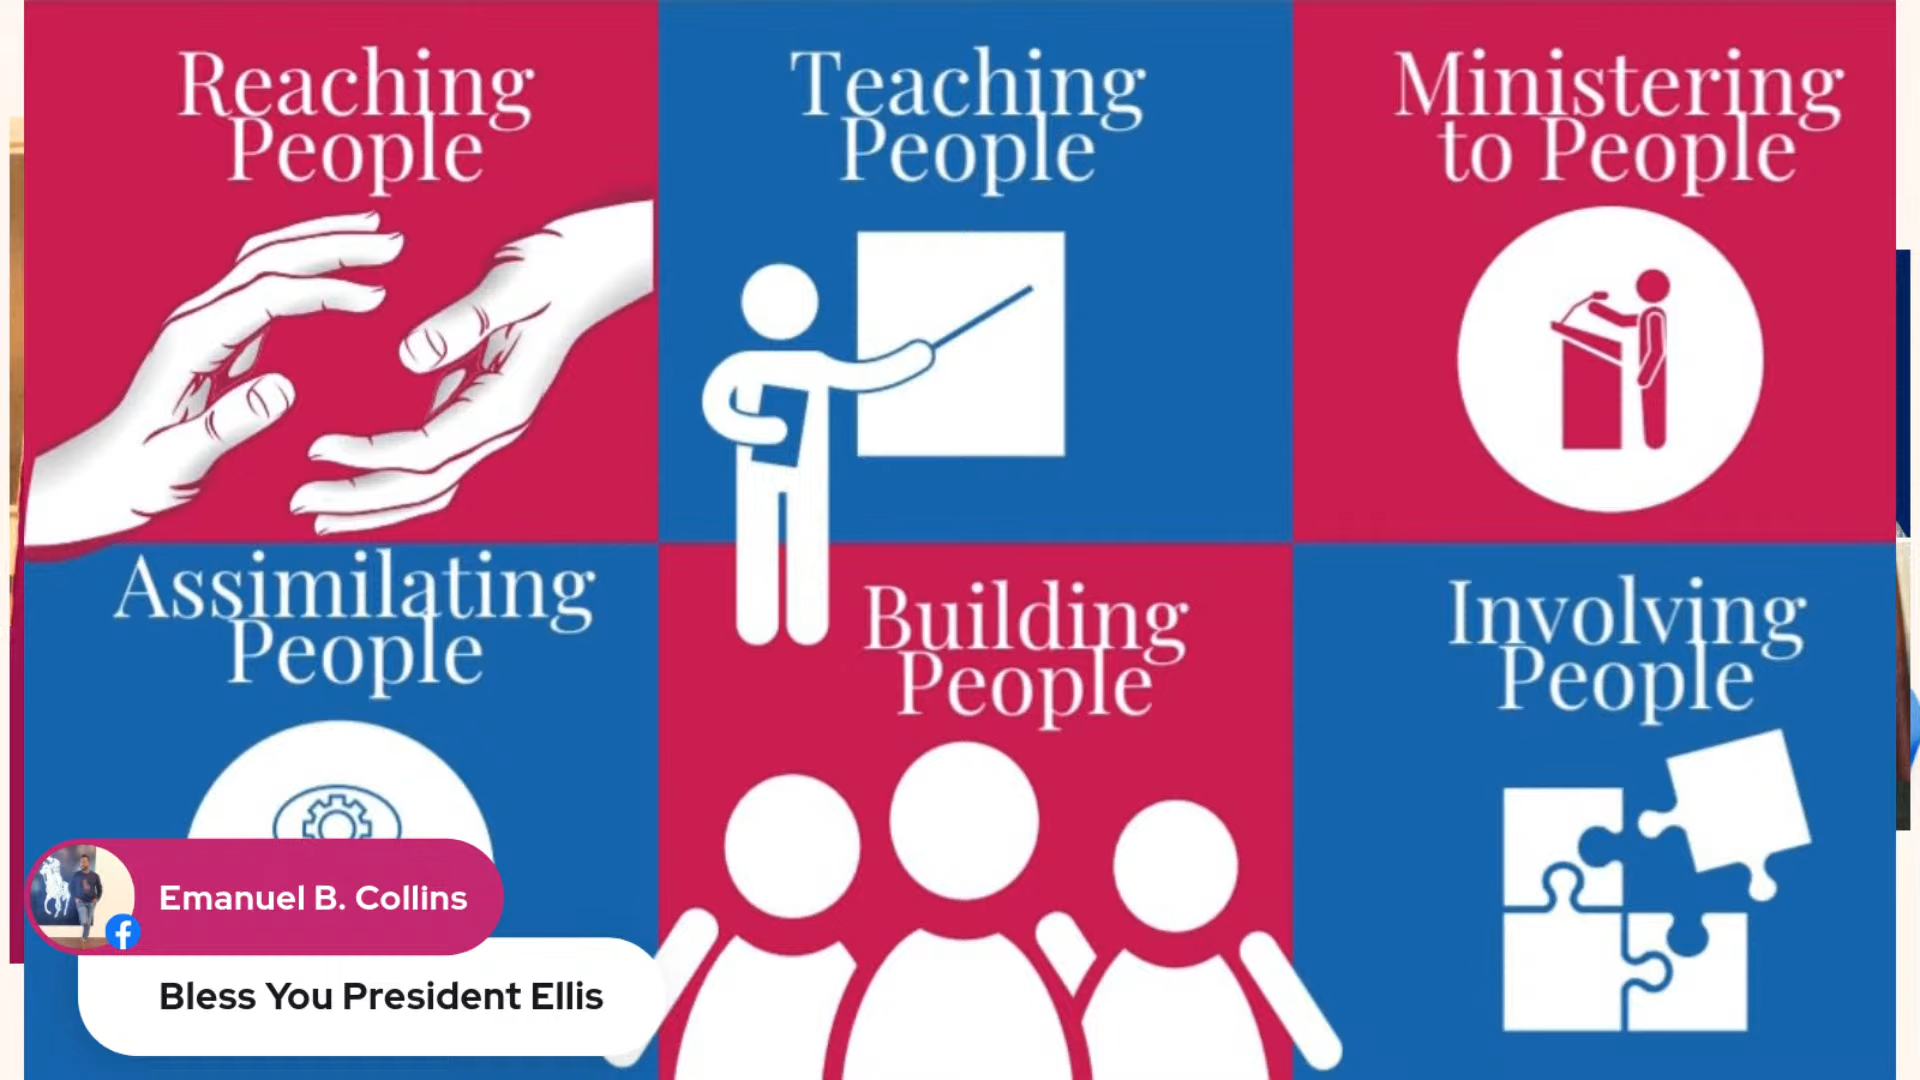 Reaching
People
Teaching
People
Ministering
to People
Assimilating
People
Building
People
Involving
People
Emanuel B. Collins
Bless You President Ellis